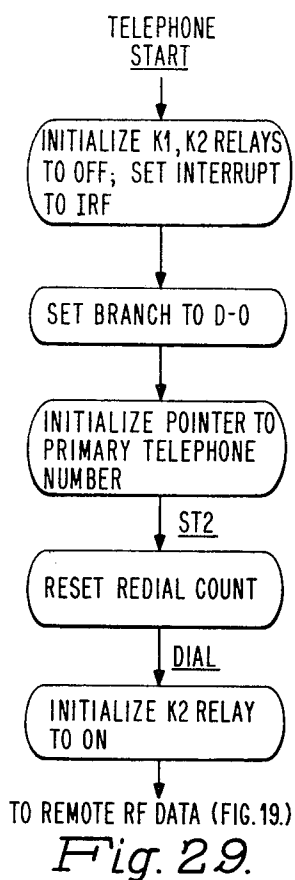 TELEPHONE
START
INITIALIZE K1, K2 RELAYS
TO OFF; SET INTERRUPT
TO IRF
SET BRANCH TO D-O
INITIALIZE POINTER TO
PRIMARY TELEPHONE
NUMBER
ST2
RESET REDIAL COUNT
DIAL
INITIALIZE K2 RELAY
TO ON
TO REMOTE RF DATA (FIG.19.)
Fig. 29.